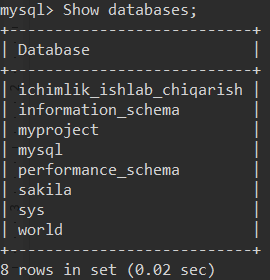 mysql> Show databases;
+---------------------------+
| Database                  |
+---------------------------+
| ichimlik_ishlab_chiqarish |
| information_schema        |
| myproject                 |
| mysql                     |
| performance_schema        |
| sakila                    |
| sys                       |
| world                     |
+---------------------------+
8 rows in set (0.02 sec)